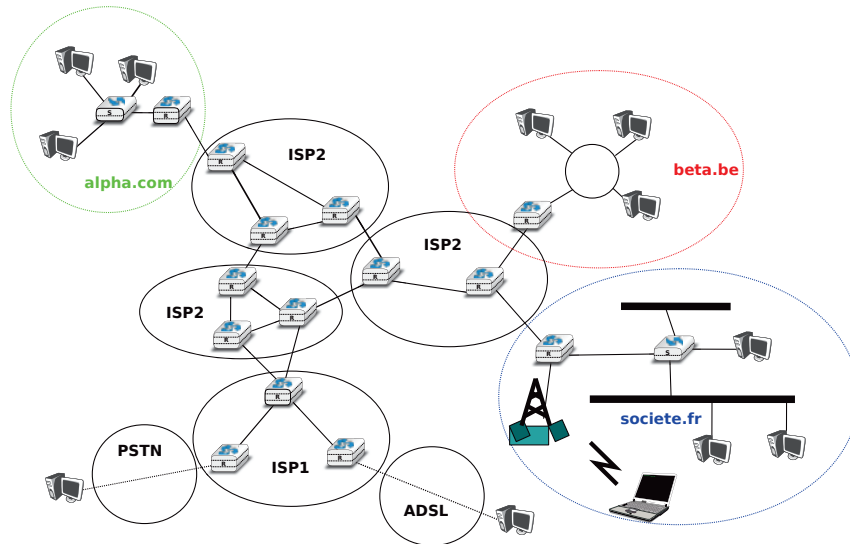 S
R
alpha.com
R
ISP2
R
R
beta.be
R
ISP2
R
R
R
ISP2
R
R
R
S
societe.fr
R
PSTN
R
R
ISP1
ADSL